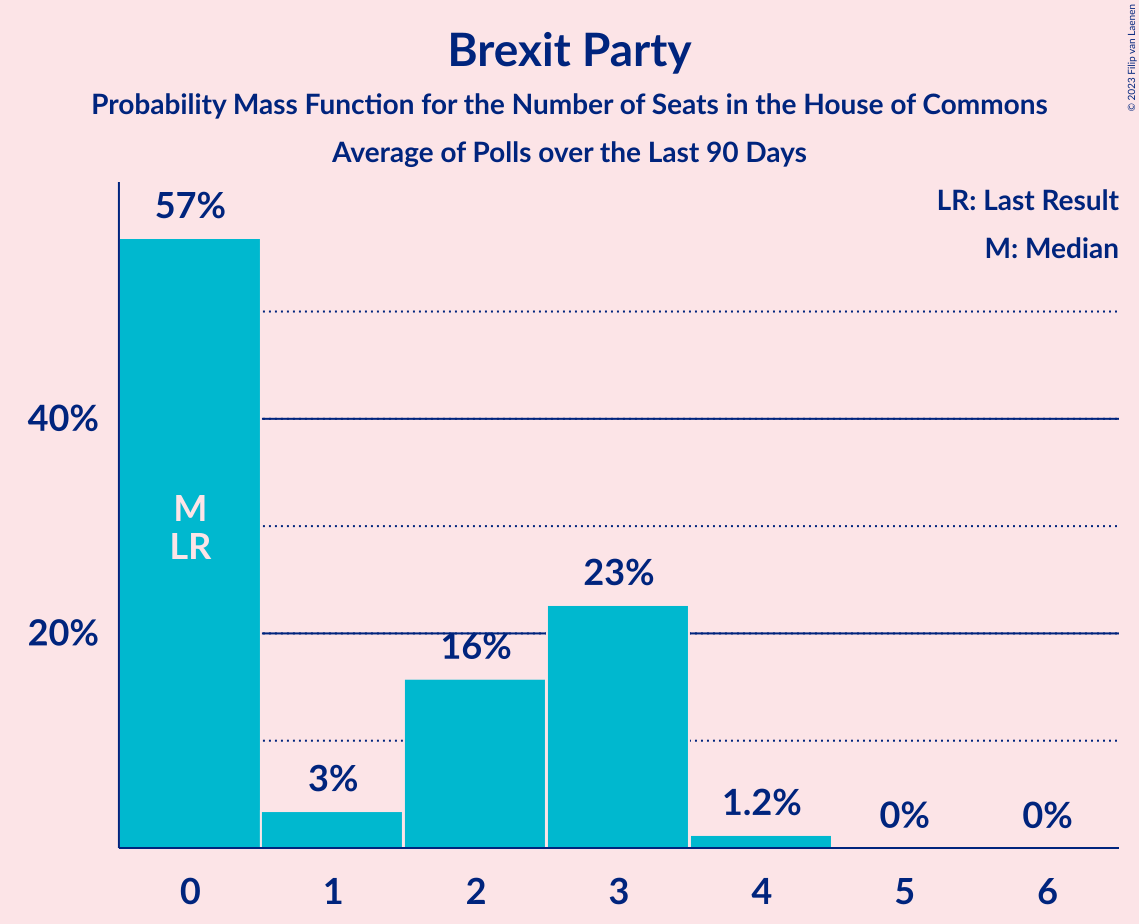 Brexit Party
Probability Mass Function for the Number of Seats in the House of Commons
Average of Polls over the Last 90 Days
© 2023 Filip van Laenen
LR: Last Result
M: Median
57%
40%
M
LR
23%
20%
16%
3%
1.2%
0%
0%
0 1 2 3 4 5 6